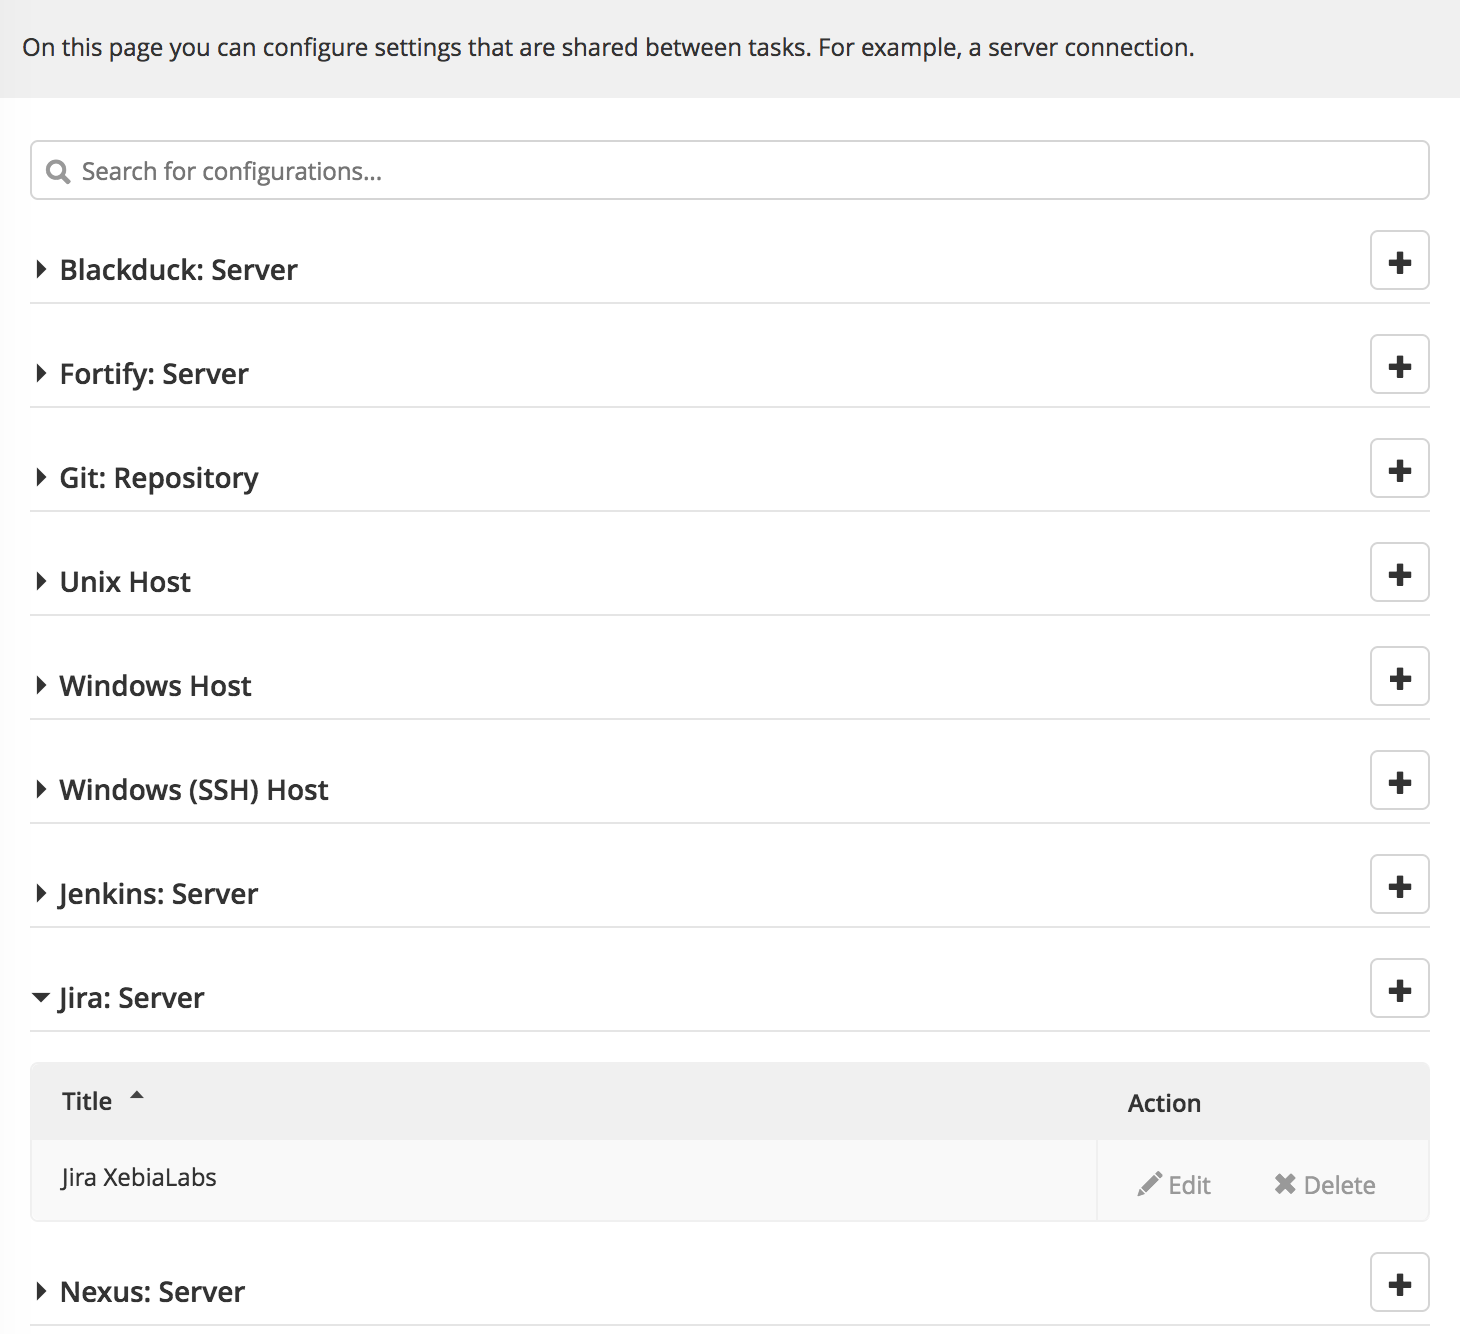 On this page you can configure settings that are shared between tasks. For example, a server connection.
Search for configurations...
Blackduck: Server
Fortify: Server
Git: Repository
Unix Host
Windows Host
Windows (SSH) Host
Jenkins: Server
Jira: Server
Title Action
Jira XebiaLabs Edit Delete
Nexus: Server